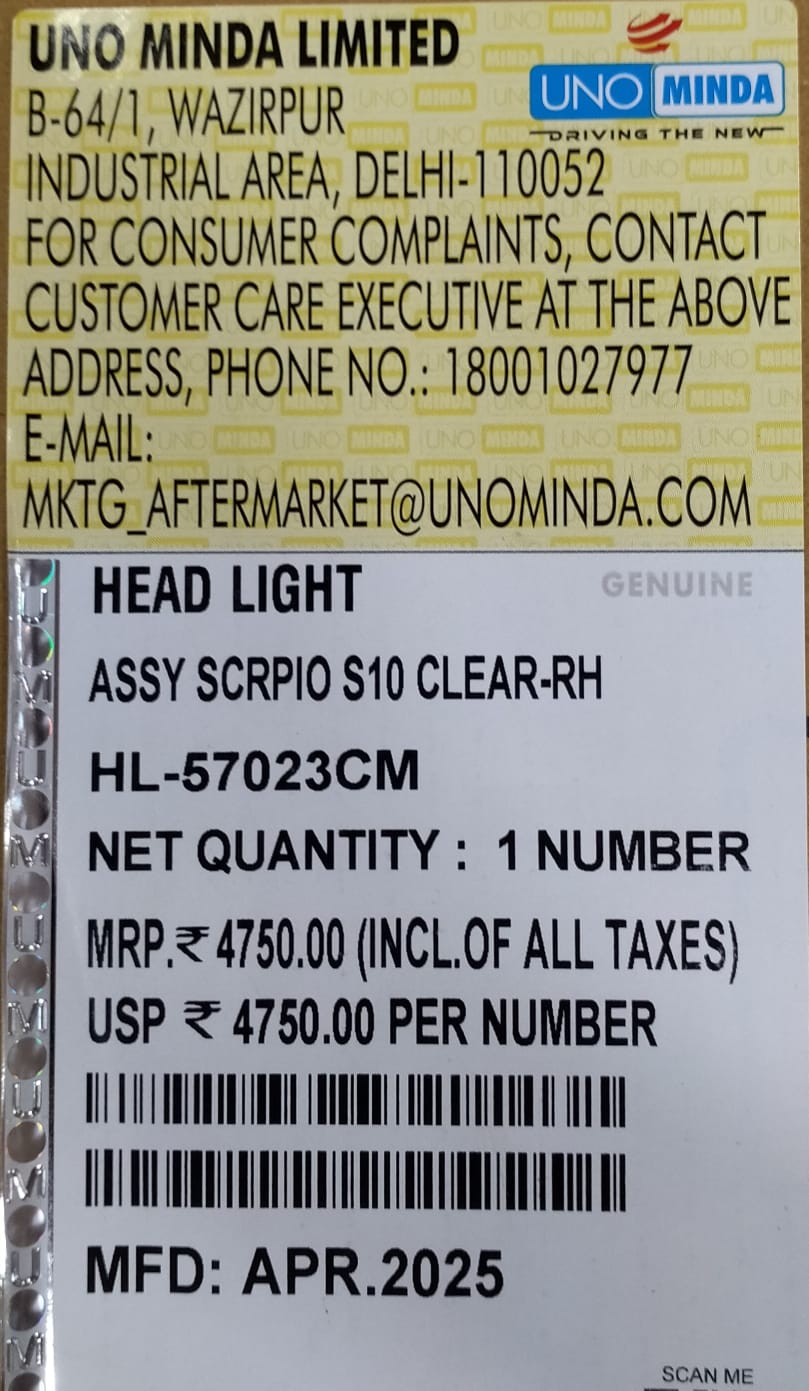 UNO MINDA LIMITED
UNO MINDA
DRIVING THE NEW
B-64/1, WAZIRPUR
INDUSTRIAL AREA, DELHI-110052
FOR CONSUMER COMPLAINTS, CONTACT
CUSTOMER CARE EXECUTIVE AT THE ABOVE
ADDRESS, PHONE NO.: 18001027977
E-MAIL:
MKTG_AFTERMARKET@UNOMINDA.COM
HEAD LIGHT
GENUINE
ASSY SCRPIO S10 CLEAR-RH
HL-57023CM
NET QUANTITY : 1 NUMBER
MRP.₹ 4750.00 (INCL.OF ALL TAXES)
USP ₹ 4750.00 PER NUMBER
MFD: APR.2025
SCAN ME